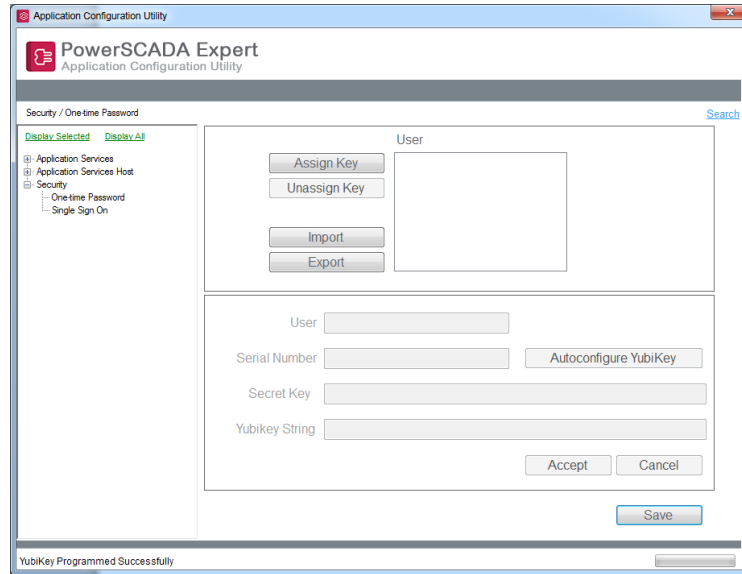 Application Configuration Utility
PowerSCADA Expert
Application Configuration Utility
Security / One-time Password
Search
Display Selected Display All
Application Services
Application Services Host
Security
One-time Password
Single Sign On
User
Assign Key
Unassign Key
Import
Export
User
Serial Number
Autoconfigure YubiKey
Secret Key
Yubikey String
Accept Cancel
Save
YubiKey Programmed Successfully